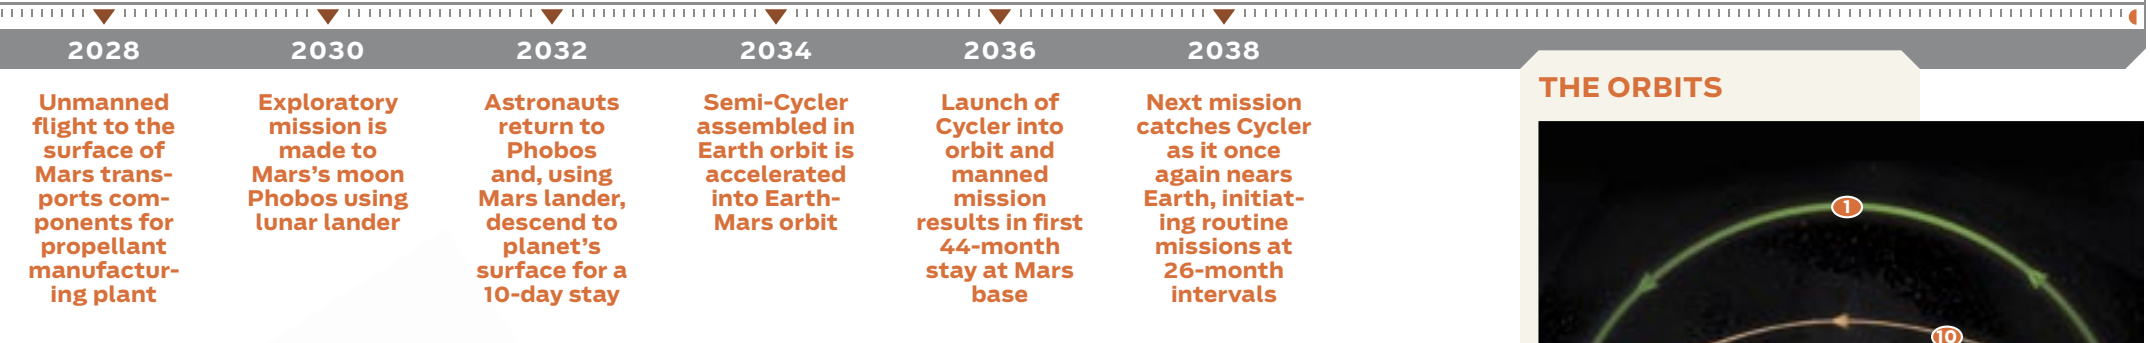 2028
Unmanned
flight to the
surface of
Mars trans-
ports com-
ponents for
propellant
manufactur-
ing plant
2030
Exploratory
mission is
made to
Mars's moon
Phobos using
lunar lander
2032
Astronauts
return to
Phobos
and, using
Mars lander,
descend to
planet's
surface for a
10-day stay
2034
Semi-Cycler
assembled in
Earth orbit is
accelerated
into Earth-
Mars orbit
2036
Launch of
Cycler into
orbit and
manned
mission
results in first
44-month
stay at Mars
base
2038
Next mission
catches Cycler
as it once
again nears
Earth, initiat-
ing routine
missions at
26-month
intervals
THE ORBITS
1
10